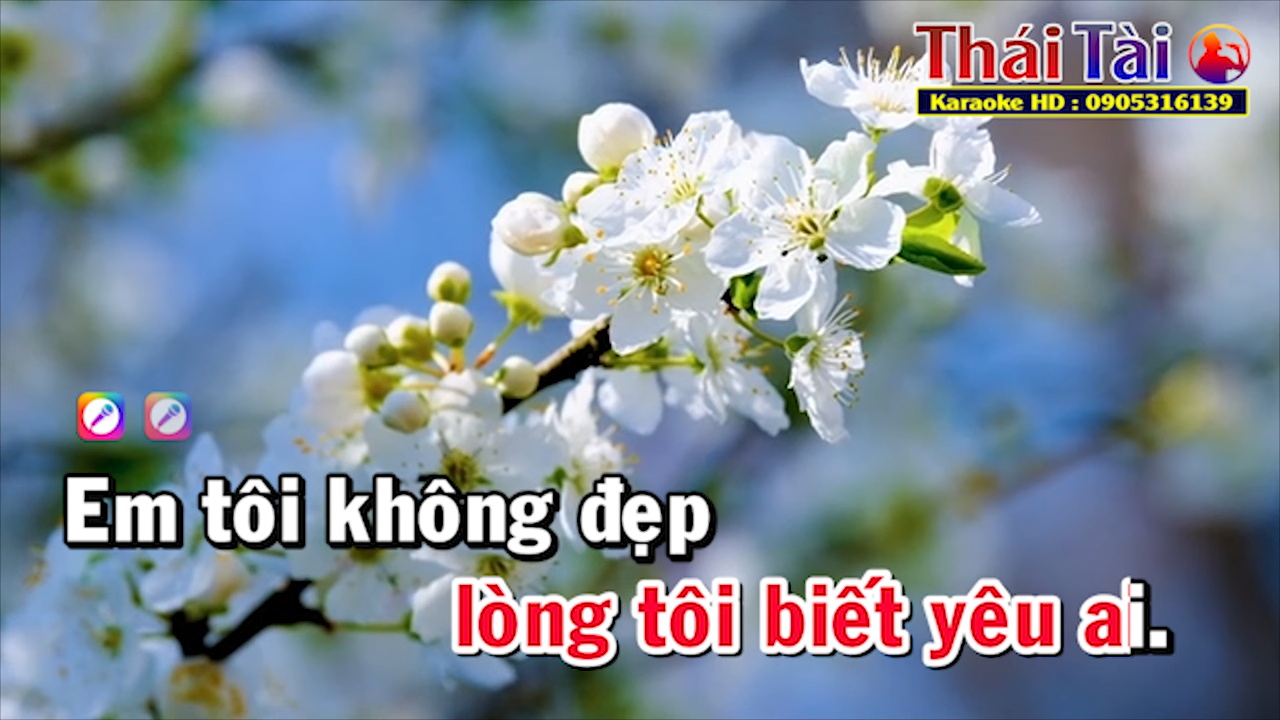 Thái Tài
Karaoke HD : 0905316139
Em tôi không đẹp
lòng tôi biết yêu ai.